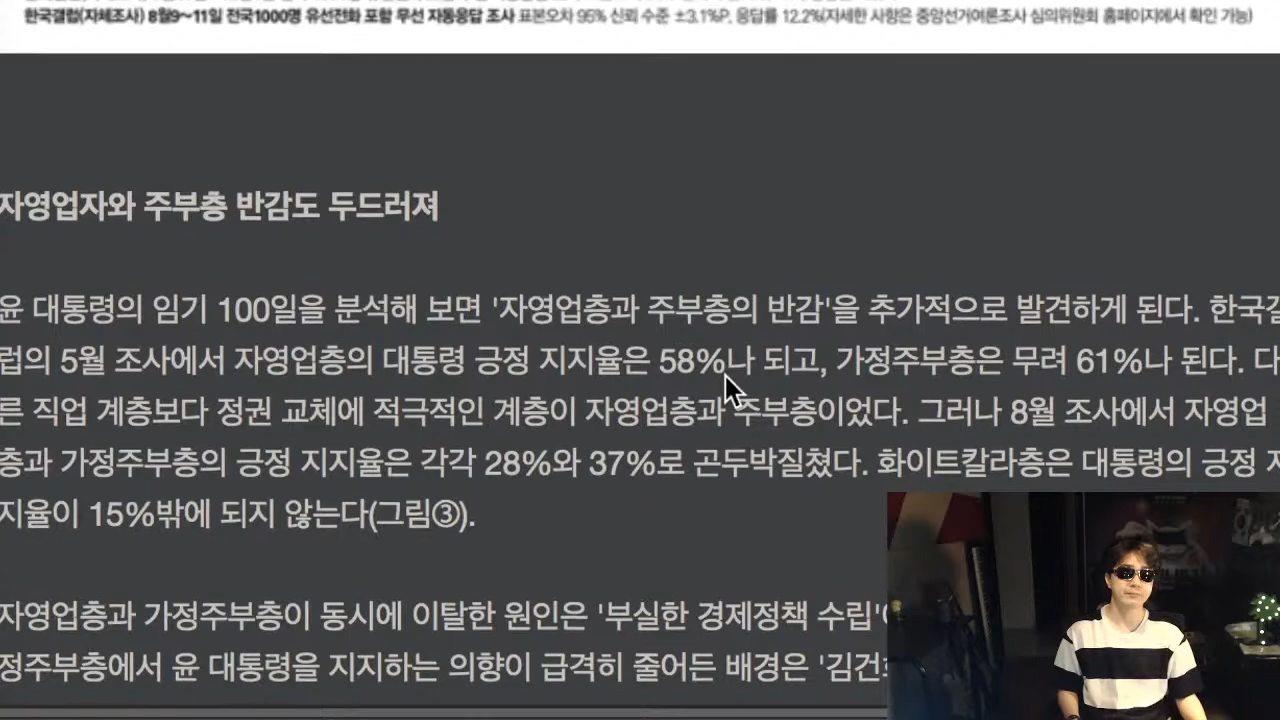 한국갤럽(자체조사) 8월9~11일 전국1000명 유선전화 포함 무선 자동응답 조사 표본오차 95% 신뢰 수준 ±3.1%P, 응답률 12.2%(자세한 사항은 중앙선거여론조사 심의위원회 홈페이지에서 확인 가능)
자영업자와 주부층 반감도 두드러져
윤 대통령의 임기 100일을 분석해 보면 '자영업층과 주부층의 반감'을 추가적으로 발견하게 된다. 한국갤
럽의 5월 조사에서 자영업층의 대통령 긍정 지지율은 58%나 되고, 가정주부층은 무려 61%나 된다. 다
른 직업 계층보다 정권 교체에 적극적인 계층이 자영업층과 주부층이었다. 그러나 8월 조사에서 자영업
층과 가정주부층의 긍정 지지율은 각각 28%와 37%로 곤두박질쳤다. 화이트칼라층은 대통령의 긍정 지
지율이 15%밖에 되지 않는다(그림③).
자영업층과 가정주부층이 동시에 이탈한 원인은 '부실한 경제정책 수립'
정주부층에서 윤 대통령을 지지하는 의향이 급격히 줄어든 배경은 '김건